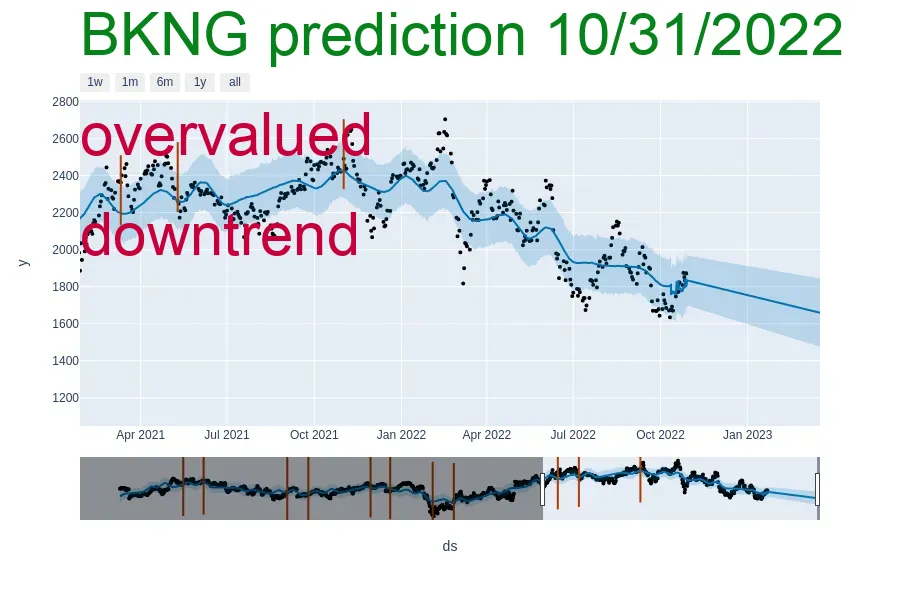 BKNG prediction 10/31/2022
1w 1m 6m 1y all
overvalued
downtrend
2800
2600
2400
2200
2000
1800
1600
1400
1200
y
Apr 2021 Jul 2021 Oct 2021 Jan 2022 Apr 2022 Jul 2022 Oct 2022 Jan 2023
ds